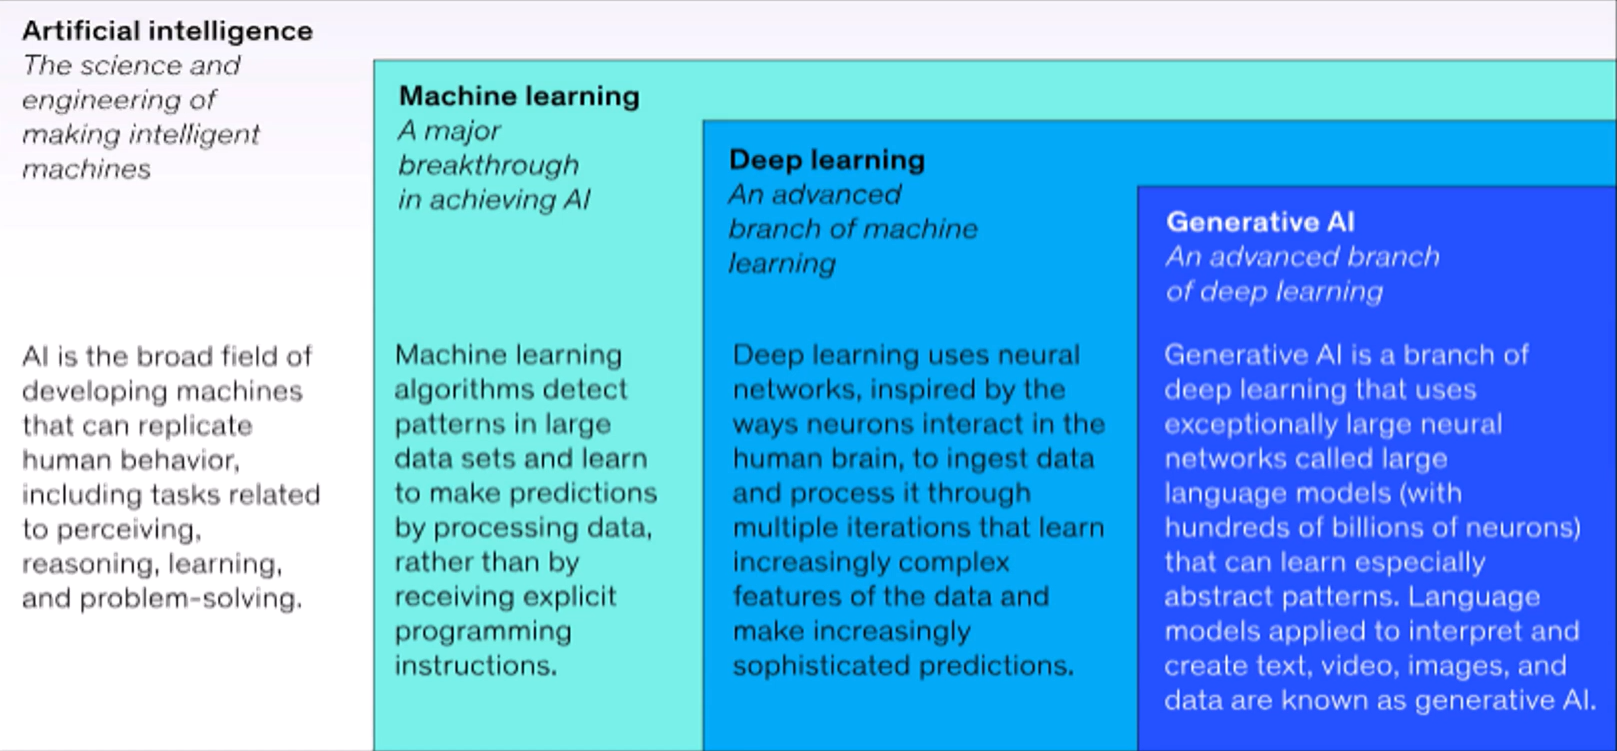 Artificial intelligence
The science and
engineering of
making intelligent
machines
AI is the broad field of
developing machines
that can replicate
human behavior,
including tasks related
to perceiving,
reasoning, learning,
and problem-solving.
Machine learning
A major
breakthrough
in achieving AI
Machine learning
algorithms detect
patterns in large
data sets and learn
to make predictions
by processing data,
rather than by
receiving explicit
programming
instructions.
Deep learning
An advanced
branch of machine
learning
Deep learning uses neural
networks, inspired by the
ways neurons interact in the
human brain, to ingest data
and process it through
multiple iterations that learn
increasingly complex
features of the data and
make increasingly
sophisticated predictions.
Generative AI
An advanced branch
of deep learning
Generative AI is a branch of
deep learning that uses
exceptionally large neural
networks called large
language models (with
hundreds of billions of neurons)
that can learn especially
abstract patterns. Language
models applied to interpret and
create text, video, images, and
data are known as generative AI.